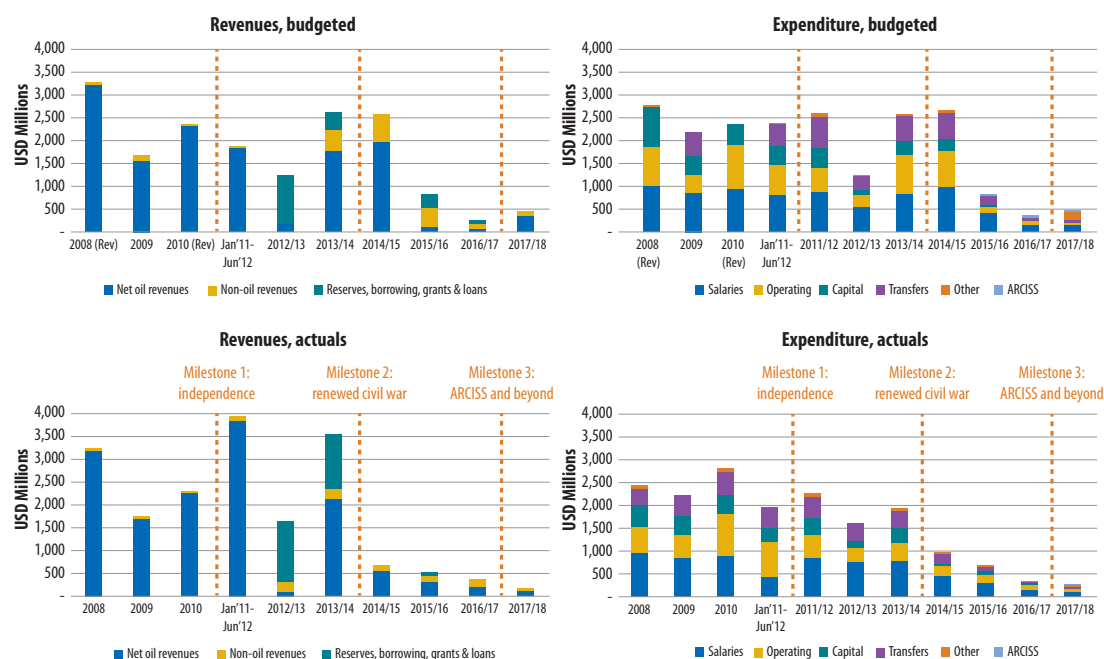 Revenues, budgeted
USD Millions
4,000
3,500
3,000
2,500
2,000
1,500
1,000
500
-
2008 (Rev) 2009 2010 (Rev) Jan'11- 2012/13 2013/14 2014/15 2015/16 2016/17 2017/18
Jun'12
Net oil revenues Non-oil revenues Reserves, borrowing, grants & loans
Expenditure, budgeted
USD Millions
4,000
3,500
3,000
2,500
2,000
1,500
1,000
500
-
2008 2009 2010 Jan'11- 2011/12 2012/13 2013/14 2014/15 2015/16 2016/17 2017/18
(Rev) (Rev) Jun'12
Salaries Operating Capital Transfers Other ARCISS
Revenues, actuals
Milestone 1: Milestone 2: Milestone 3:
independence renewed civil war ARCISS and beyond
USD Millions
4,000
3,500
3,000
2,500
2,000
1,500
1,000
500
-
2008 2009 2010 Jan'11- 2012/13 2013/14 2014/15 2015/16 2016/17 2017/18
Jun'12
Net oil revenues Non-oil revenues Reserves, borrowing, grants & loans
Expenditure, actuals
Milestone 1: Milestone 2: Milestone 3:
independence renewed civil war ARCISS and beyond
USD Millions
4,000
3,500
3,000
2,500
2,000
1,500
1,000
500
-
2008 2009 2010 Jan'11- 2011/12 2012/13 2013/14 2014/15 2015/16 2016/17 2017/18
Jun'12
Salaries Operating Capital Transfers Other ARCISS